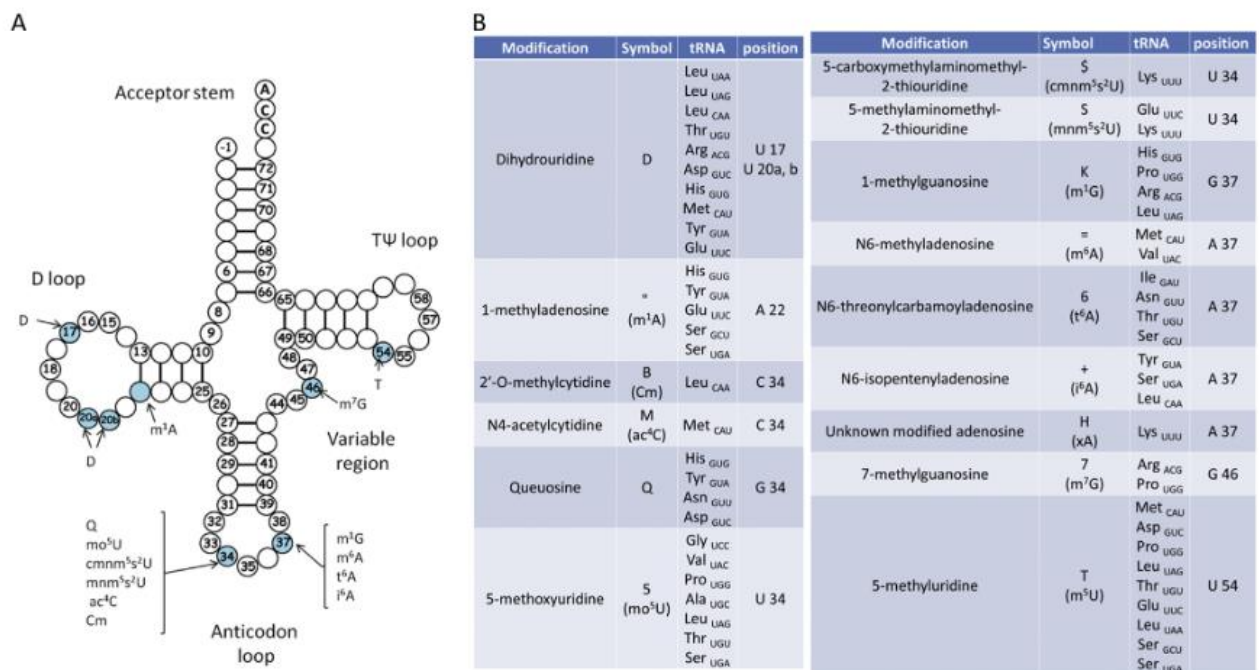 A
Acceptor stem
A
C
C
-1
72
71
70
68
6
67
66
8
9
TΨ loop
65
58
57
49
50
54
55
T
48
47
46
m⁷G
44
45
Variable
region
D loop
D
17
16
15
13
10
18
20
20a
20b
D
m¹A
25
26
27
28
29
41
40
31
39
32
38
33
37
34
35
Q
mo⁵U
cmnm⁵s²U
mnm⁵s²U
ac⁴C
Cm
m¹G
m⁶A
t⁶A
i⁶A
Anticodon
loop
B
Modification Symbol tRNA position
Dihydrouridine D
Leu UAA
Leu UAG
Leu CAA
Thr UGU
Arg ACG
Asp GUC
His GUG
Met CAU
Tyr GUA
Glu UUC
U 17
U 20a, b
1-methyladenosine
"
(m¹A)
His GUG
Tyr GUA
Glu UUC
Ser GCU
Ser UGA
A 22
2'-O-methylcytidine
B
(Cm)
Leu CAA
C 34
N4-acetylcytidine
M
(ac⁴C)
Met CAU
C 34
Queuosine Q
His GUG
Tyr GUA
Asn GUU
Asp GUC
G 34
5-methoxyuridine
5
(mo⁵U)
Gly UCC
Val UAC
Pro UGG
Ala UGC
Leu UAG
Thr UGU
Ser UGA
U 34
Modification Symbol tRNA position
5-carboxymethylaminomethyl-
2-thiouridine
$
(cmnm⁵s²U)
Lys UUU
U 34
5-methylaminomethyl-
2-thiouridine
S
(mnm⁵s²U)
Glu UUC
Lys UUU
U 34
1-methylguanosine
K
(m¹G)
His GUG
Pro UGG
Arg ACG
Leu UAG
G 37
N6-methyladenosine
=
(m⁶A)
Met CAU
Val UAC
A 37
N6-threonylcarbamoyladenosine
6
(t⁶A)
Ile GAU
Asn GUU
Thr UGU
Ser GCU
A 37
N6-isopentenyladenosine
+
(i⁶A)
Tyr GUA
Ser UGA
Leu CAA
A 37
Unknown modified adenosine
H
(xA)
Lys UUU
A 37
7-methylguanosine
7
(m⁷G)
Arg ACG
Pro UGG
G 46
5-methyluridine
T
(m⁵U)
Met CAU
Asp GUC
Pro UGG
Leu UAG
Thr UGU
Glu UUC
Leu UAA
Ser GCU
Ser UGA
U 54